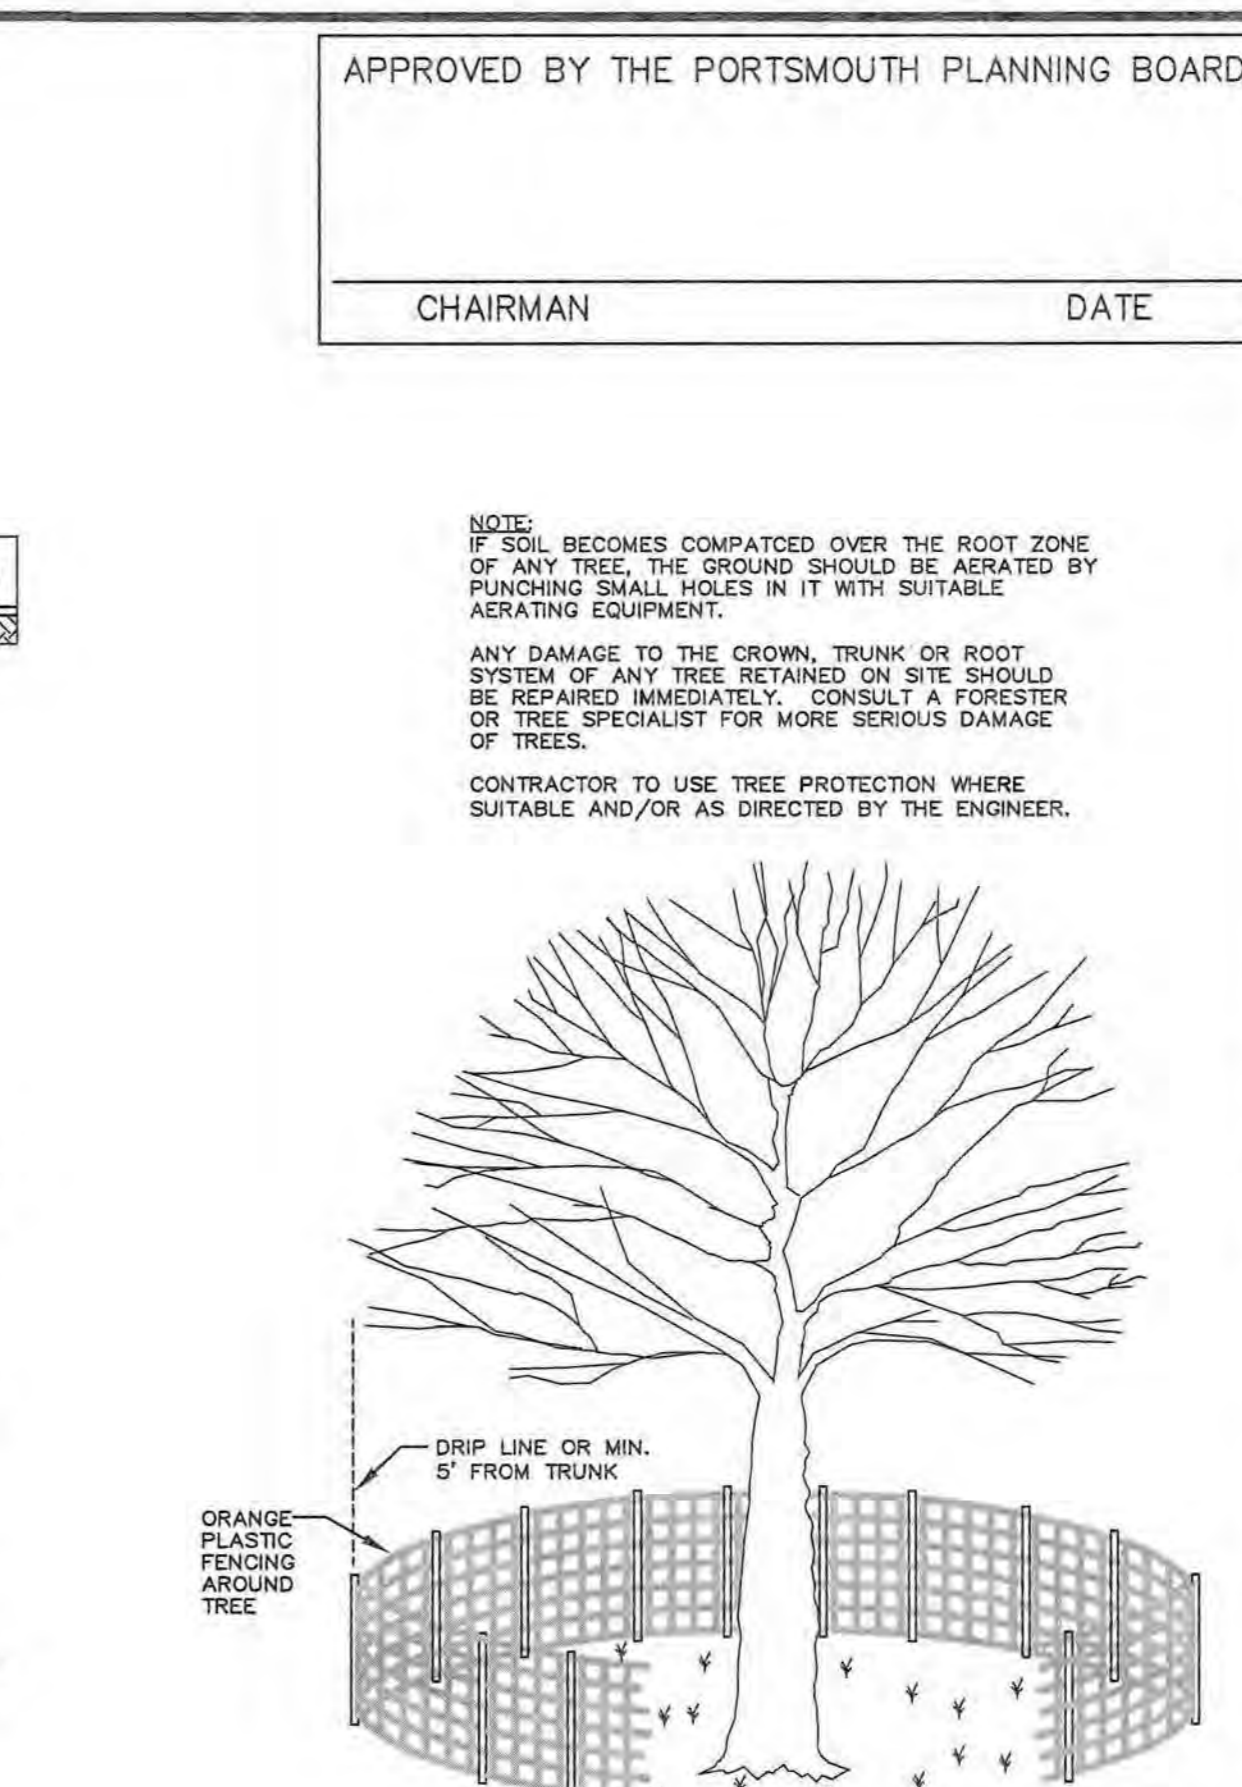 APPROVED BY THE PORTSMOUTH PLANNING BOARD
CHAIRMAN DATE
NOTE:
IF SOIL BECOMES COMPATCED OVER THE ROOT ZONE
OF ANY TREE, THE GROUND SHOULD BE AERATED BY
PUNCHING SMALL HOLES IN IT WITH SUITABLE
AERATING EQUIPMENT.
ANY DAMAGE TO THE CROWN, TRUNK OR ROOT
SYSTEM OF ANY TREE RETAINED ON SITE SHOULD
BE REPAIRED IMMEDIATELY. CONSULT A FORESTER
OR TREE SPECIALIST FOR MORE SERIOUS DAMAGE
OF TREES.
CONTRACTOR TO USE TREE PROTECTION WHERE
SUITABLE AND/OR AS DIRECTED BY THE ENGINEER.
DRIP LINE OR MIN.
5' FROM TRUNK
ORANGE
PLASTIC
FENCING
AROUND
TREE